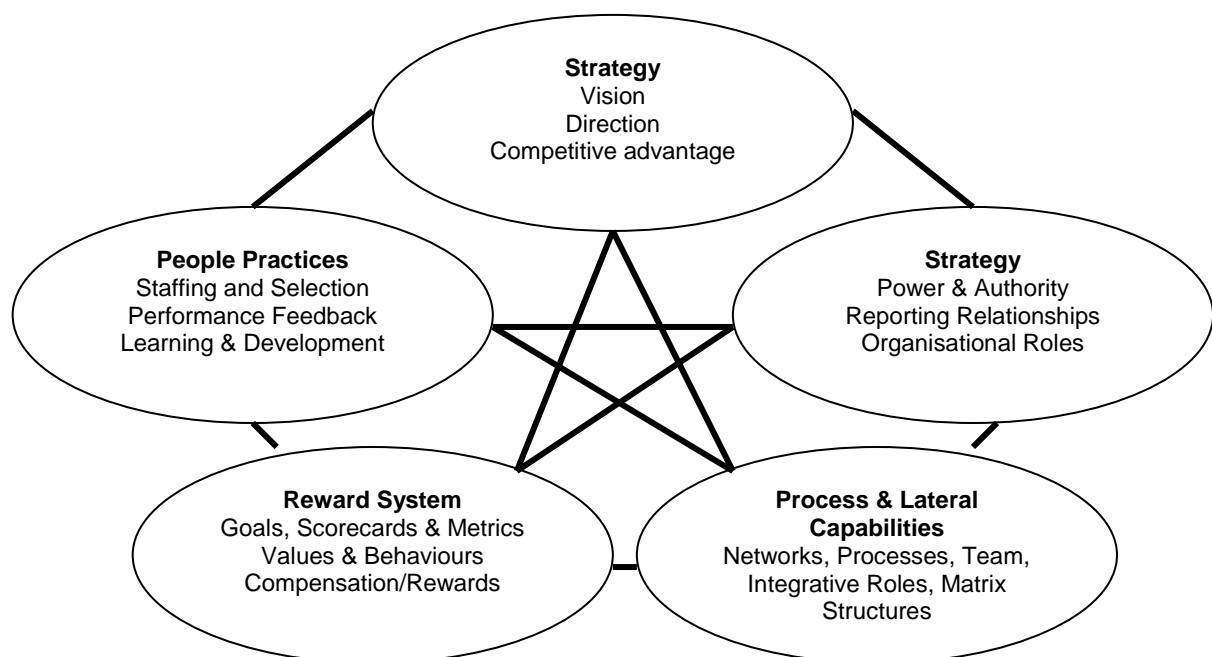 Strategy
Vision
Direction
Competitive advantage
People Practices
Staffing and Selection
Performance Feedback
Learning & Development
Strategy
Power & Authority
Reporting Relationships
Organisational Roles
Reward System
Goals, Scorecards & Metrics
Values & Behaviours
Compensation/Rewards
Process & Lateral
Capabilities
Networks, Processes, Team,
Integrative Roles, Matrix
Structures